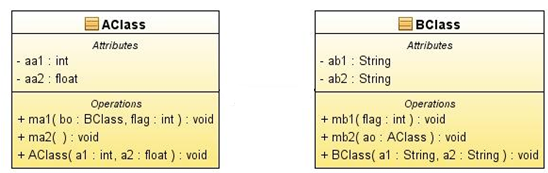 AClass
Attributes
- aa1 : int
- aa2 : float
Operations
+ ma1( bo : BClass, flag : int ) : void
+ ma2( ) : void
+ AClass( a1 : int, a2 : float ) : void
BClass
Attributes
- ab1 : String
- ab2 : String
Operations
+ mb1( flag : int ) : void
+ mb2( ao : AClass ) : void
+ BClass( a1 : String, a2 : String ) : void